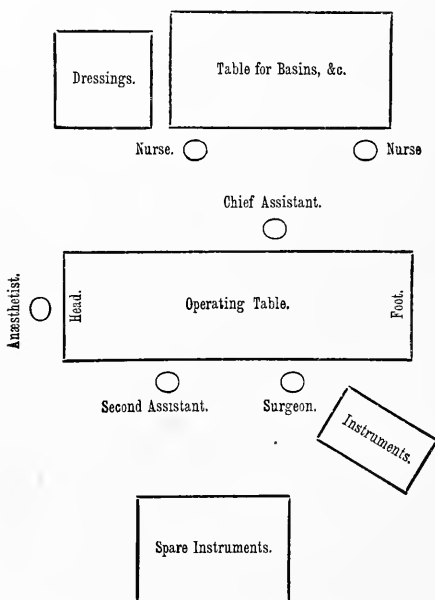 Dressings.
Table for Basins, &c.
Nurse.
Nurse
Chief Assistant.
Anæsthetist.
Head.
Operating Table.
Foot.
Second Assistant.
Surgeon.
Instruments.
Spare Instruments.